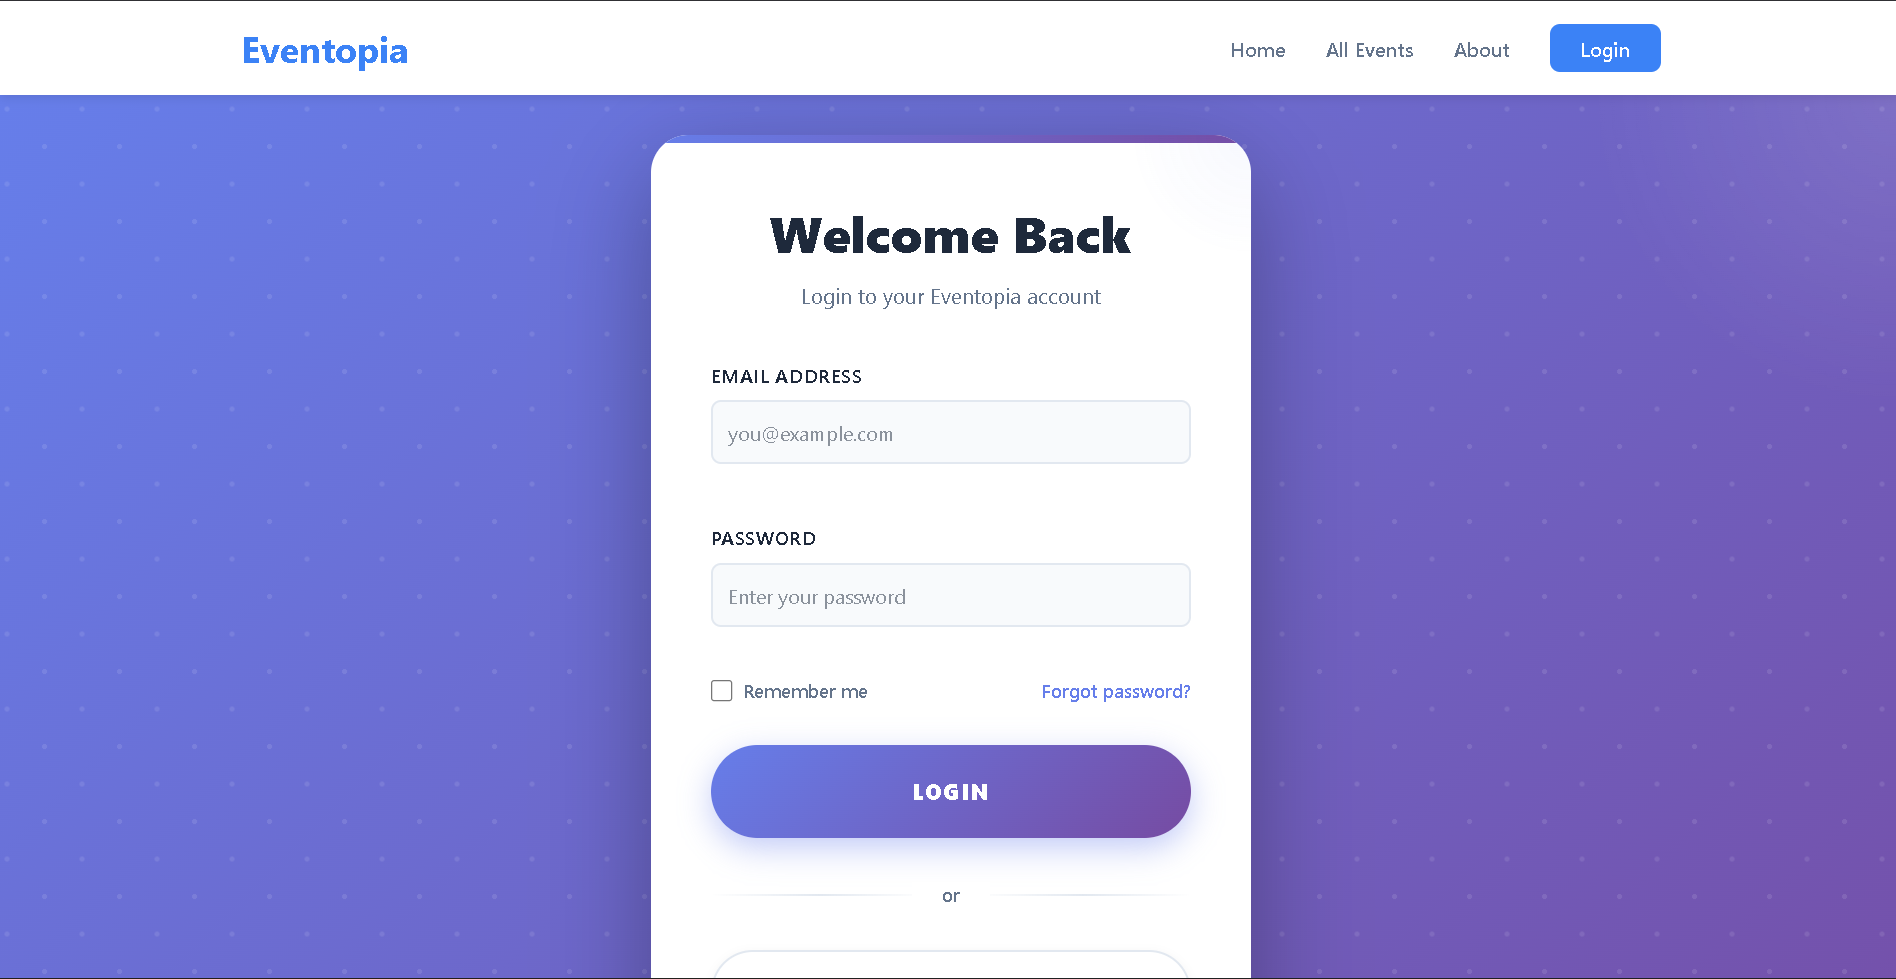 Eventopia
Home
All Events
About
Login
Welcome Back
Login to your Eventopia account
EMAIL ADDRESS
you@example.com
PASSWORD
Enter your password
Remember me
Forgot password?
LOGIN
or